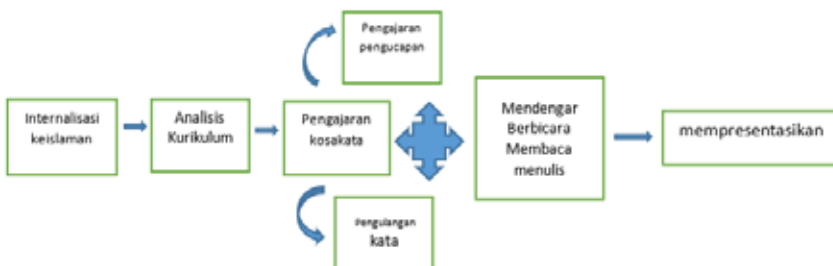 Pengajaran
pengucapan
Internalisasi
keislaman
Analisis
Kurikulum
Pengajaran
kosakata
Mendengar
Berbicara
Membaca
menulis
mempresentasikan
Pengulangan
kata